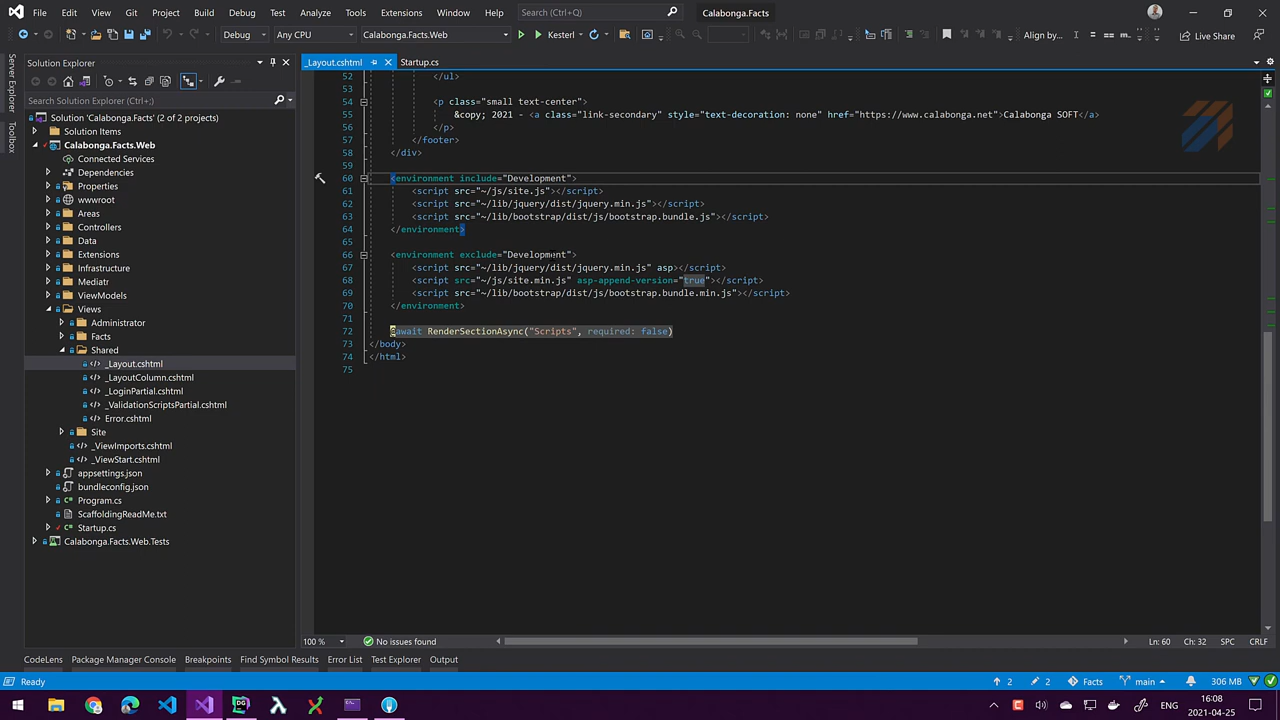 File Edit View Git Project Build Debug Test Analyze Tools Extensions Window Help Search (Ctrl+Q) Calabonga.Facts
Debug Any CPU Calabonga.Facts.Web Kesterl Align by... Live Share
Server Explorer
Toolbox
Solution Explorer
Search Solution Explorer (Ctrl+;)
Solution 'Calabonga.Facts' (2 of 2 projects)
Solution Items
Calabonga.Facts.Web
Connected Services
Dependencies
Properties
wwwroot
Areas
Controllers
Data
Extensions
Infrastructure
Mediatr
ViewModels
Views
Administrator
Facts
Shared
_Layout.cshtml
_LayoutColumn.cshtml
_LoginPartial.cshtml
_ValidationScriptsPartial.cshtml
Error.cshtml
Site
_ViewImports.cshtml
_ViewStart.cshtml
appsettings.json
bundleconfig.json
Program.cs
ScaffoldingReadMe.txt
Startup.cs
Calabonga.Facts.Web.Tests
_Layout.cshtml Startup.cs
52 </ul>
53
54 <p class="small text-center">
55 &copy; 2021 - <a class="link-secondary" style="text-decoration: none" href="https://www.calabonga.net">Calabonga SOFT</a>
56 </p>
57 </footer>
58 </div>
59
60 <environment include="Development">
61 <script src="~/js/site.js"></script>
62 <script src="~/lib/jquery/dist/jquery.min.js"></script>
63 <script src="~/lib/bootstrap/dist/js/bootstrap.bundle.js"></script>
64 </environment>
65
66 <environment exclude="Development">
67 <script src="~/lib/jquery/dist/jquery.min.js" asp></script>
68 <script src="~/js/site.min.js" asp-append-version="true"></script>
69 <script src="~/lib/bootstrap/dist/js/bootstrap.bundle.min.js"></script>
70 </environment>
71
72 @await RenderSectionAsync("Scripts", required: false)
73 </body>
74 </html>
75
100 % No issues found Ln: 60 Ch: 32 SPC CRLF
CodeLens Package Manager Console Breakpoints Find Symbol Results Error List Test Explorer Output
Ready 2 2 Facts main 306 MB
ENG 16:08
2021-04-25